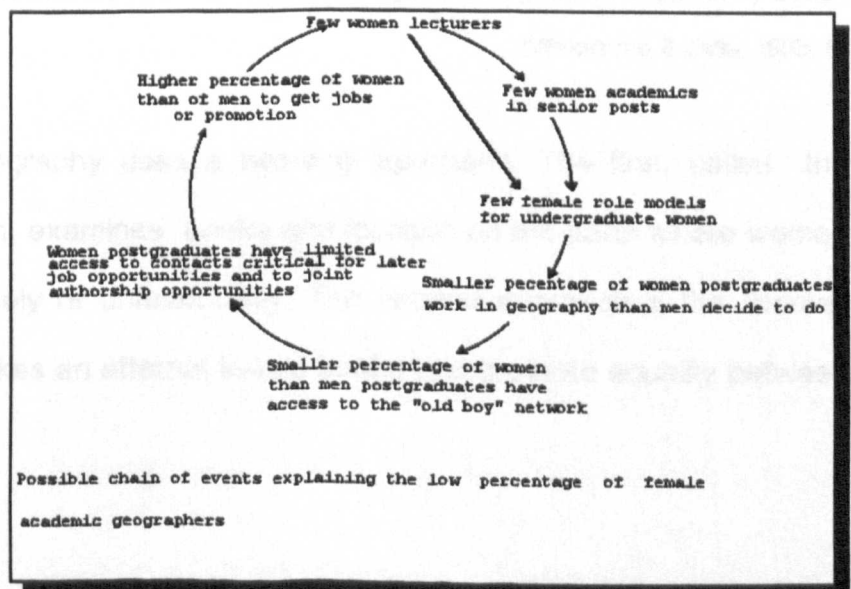 Few women lecturers
Few women academics
in senior posts
Few female role models
for undergraduate women
Smaller pecentage of women postgraduates
work in geography than men decide to do
Smaller percentage of women
than men postgraduates have
access to the "old boy" network
Women postgraduates have limited
access to contacts critical for later
job opportunities and to joint
authorship opportunities
Higher percentage of women
than of men to get jobs
or promotion
Possible chain of events explaining the low percentage of female
academic geographers